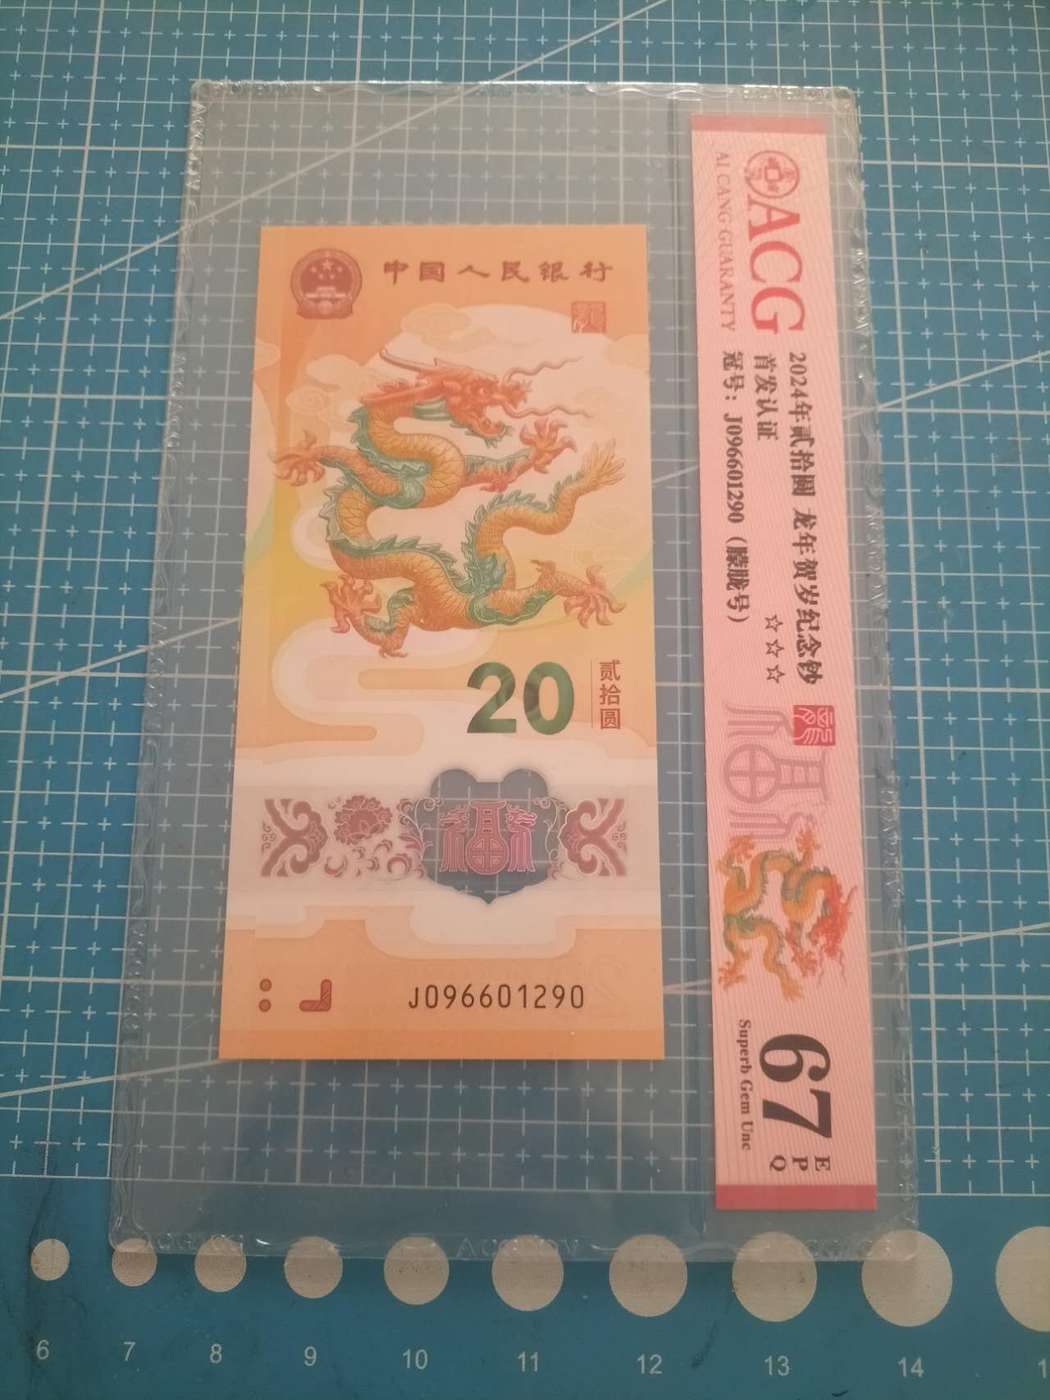 中国人民银行
20
贰拾圆
福
J096601290
ACG
AI CANG GUARANTY
2024年贰拾圆 龙年贺岁纪念钞
首发认证 ☆☆☆
冠号：J096601290（朦胧号）
福
67
EPQ
Superb Gem Unc
6 7 8 9 10 11 12 13 14